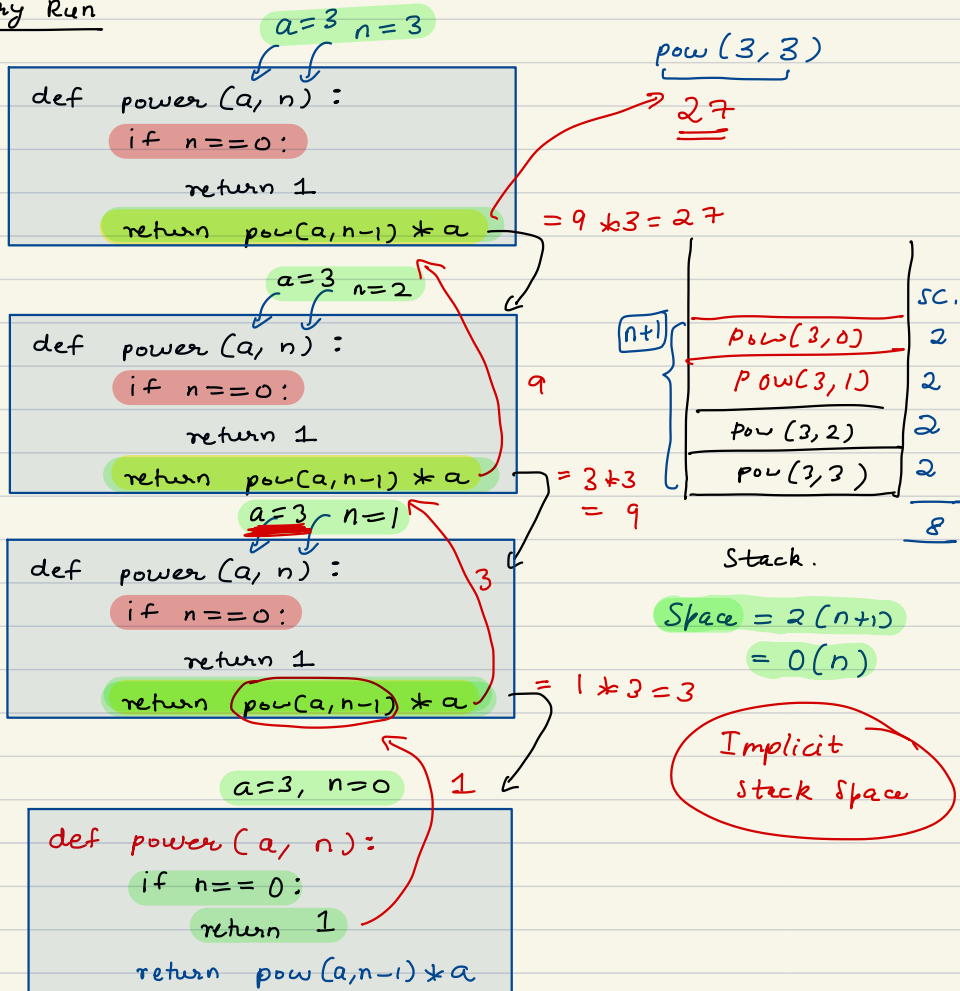 ry Run
a=3 n=3
pow(3,3)
27
def power(a, n):
if n==0:
return 1
return pow(a,n-1) * a
= 9 *3 = 27
a=3 n=2
def power(a, n):
if n==0:
return 1
return pow(a,n-1) * a
9
= 3*3
= 9
n+1
SC.
pow(3,0) 2
pow(3,1) 2
pow(3,2) 2
pow(3,3) 2
8
Stack.
a=3 n=1
def power(a, n):
if n==0:
return 1
return pow(a,n-1) * a
3
= 1 * 3 = 3
Space = 2(n+1)
= O(n)
Implicit
stack space
a=3, n=0
1
def power(a, n):
if n==0:
return 1
return pow(a,n-1) * a